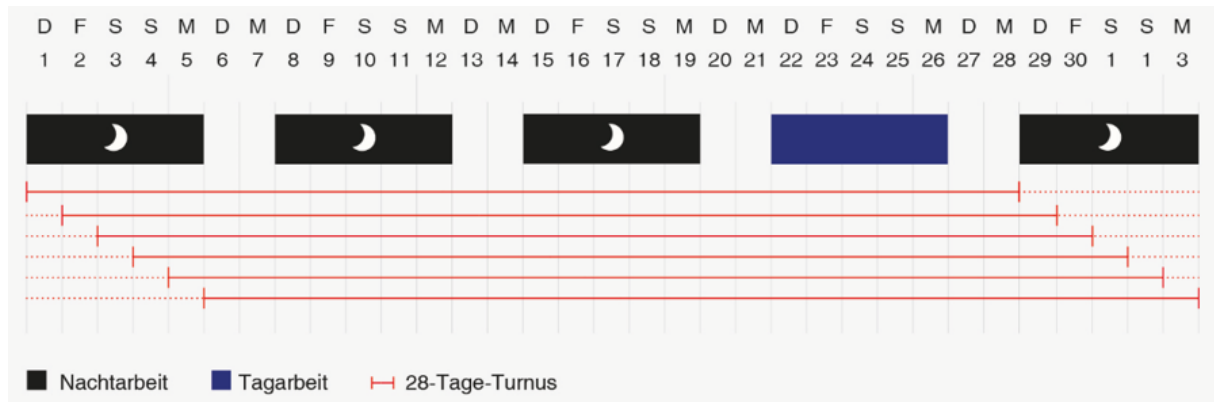 D F S S M D M D F S S M D M D F S S M D M D F S S M D M D F S S M
1 2 3 4 5 6 7 8 9 10 11 12 13 14 15 16 17 18 19 20 21 22 23 24 25 26 27 28 29 30 1 1 3
Nachtarbeit Tagarbeit 28-Tage-Turnus